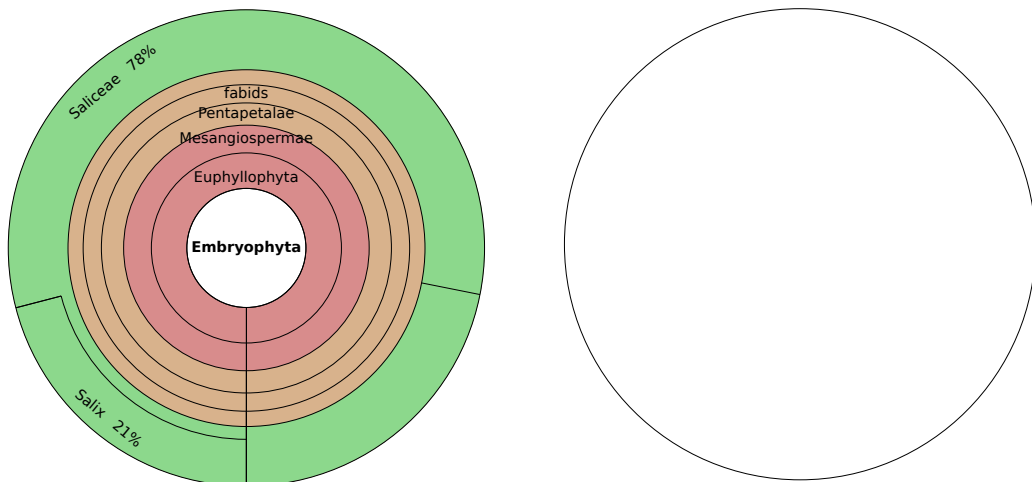 Saliceae 78%
fabids
Pentapetalae
Mesangiospermae
Euphyllophyta
Embryophyta
Salix 21%